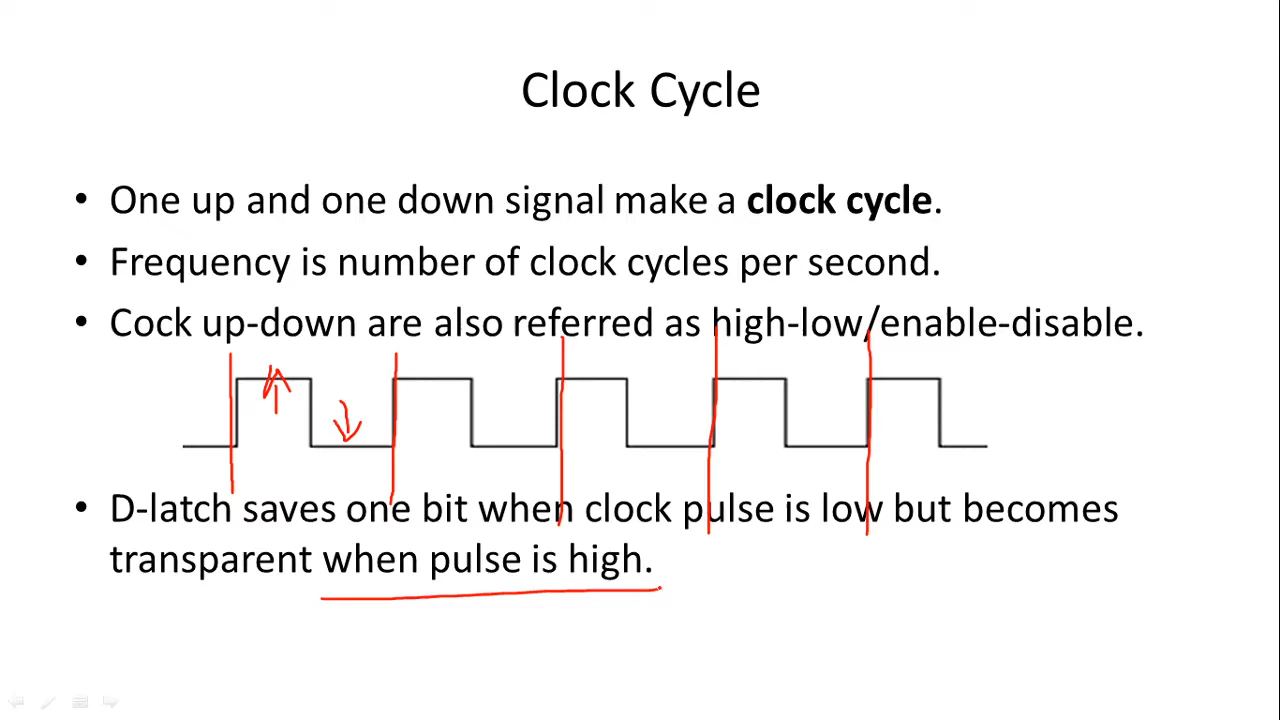 Clock Cycle
• One up and one down signal make a clock cycle.
• Frequency is number of clock cycles per second.
• Cock up-down are also referred as high-low/enable-disable.
• D-latch saves one bit when clock pulse is low but becomes
transparent when pulse is high.